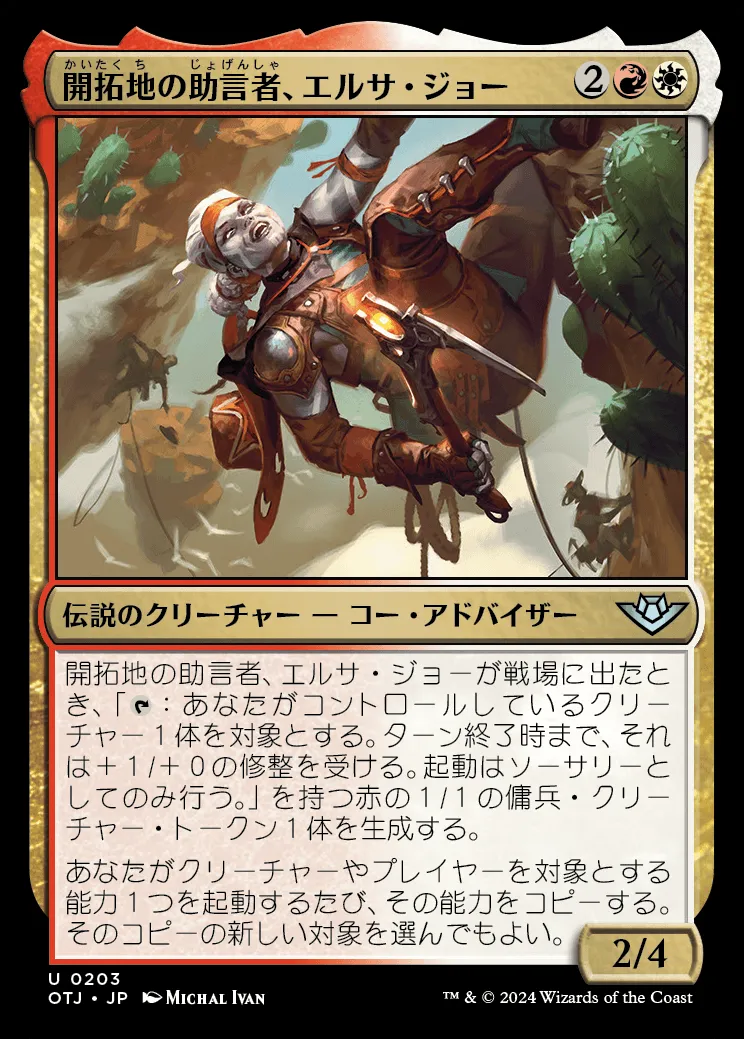 かいたくち じょげんしゃ
開拓地の助言者、エルサ・ジョー 2
伝説のクリーチャー — コー・アドバイザー
開拓地の助言者、エルサ・ジョーが戦場に出たと
き、「:あなたがコントロールしているクリー
チャー1体を対象とする。ターン終了時まで、それ
は+1/+0の修整を受ける。起動はソーサリーと
してのみ行う。」を持つ赤の1/1の傭兵・クリー
チャー・トークン1体を生成する。
あなたがクリーチャーやプレイヤーを対象とする
能力1つを起動するたび、その能力をコピーする。
そのコピーの新しい対象を選んでもよい。
2/4
U 0203
OTJ • JP Michal Ivan
™ & © 2024 Wizards of the Coast